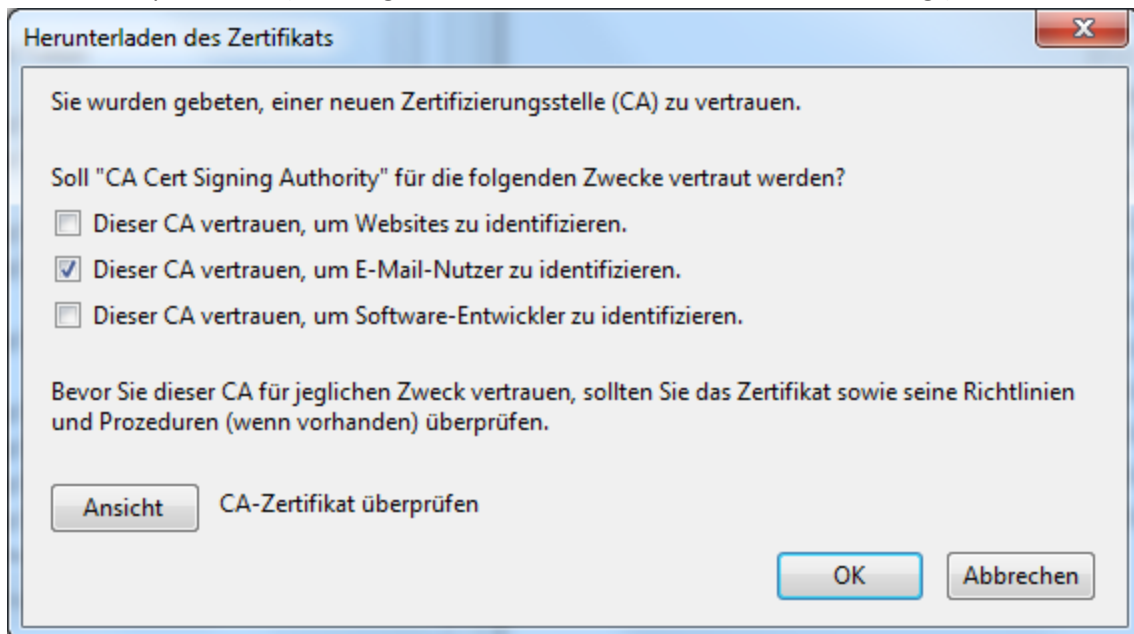 Herunterladen des Zertifikats
Sie wurden gebeten, einer neuen Zertifizierungsstelle (CA) zu vertrauen.
Soll "CA Cert Signing Authority" für die folgenden Zwecke vertraut werden?
Dieser CA vertrauen, um Websites zu identifizieren.
Dieser CA vertrauen, um E-Mail-Nutzer zu identifizieren.
Dieser CA vertrauen, um Software-Entwickler zu identifizieren.
Bevor Sie dieser CA für jeglichen Zweck vertrauen, sollten Sie das Zertifikat sowie seine Richtlinien
und Prozeduren (wenn vorhanden) überprüfen.
Ansicht CA-Zertifikat überprüfen
OK Abbrechen